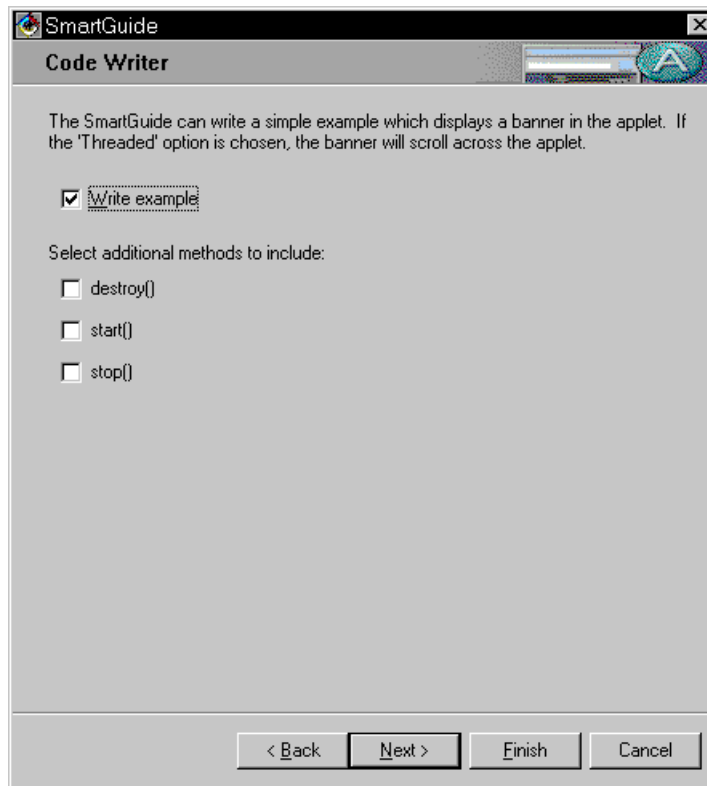 SmartGuide
Code Writer
A
The SmartGuide can write a simple example which displays a banner in the applet. If
the 'Threaded' option is chosen, the banner will scroll across the applet.
Write example
Select additional methods to include:
destroy()
start()
stop()
< Back Next > Finish Cancel